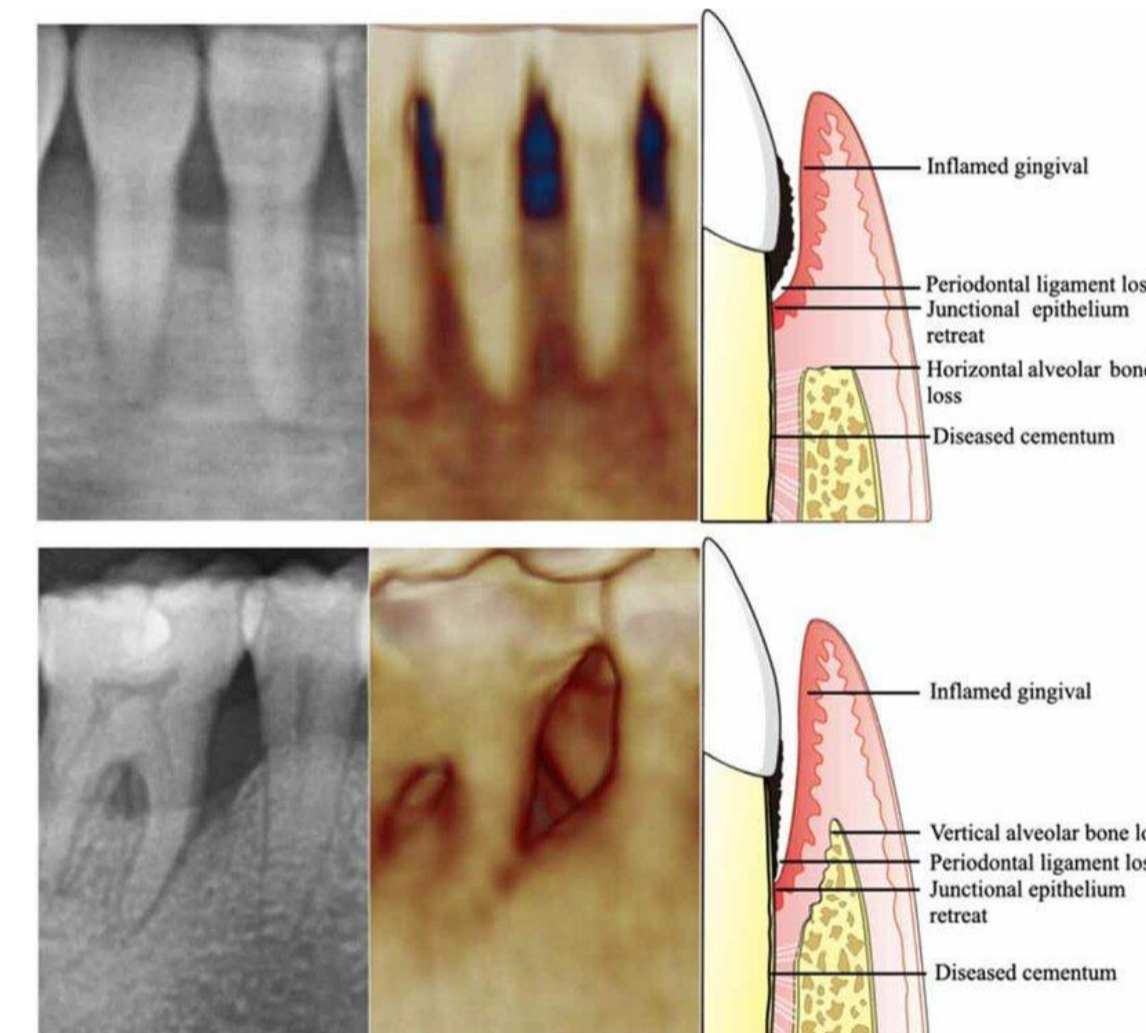 Inflamed gingival
Periodontal ligament los
Junctional epithelium
retreat
Horizontal alveolar bone
loss
Diseased cementum
Inflamed gingival
Vertical alveolar bone lo
Periodontal ligament los
Junctional epithelium
retreat
Diseased cementum